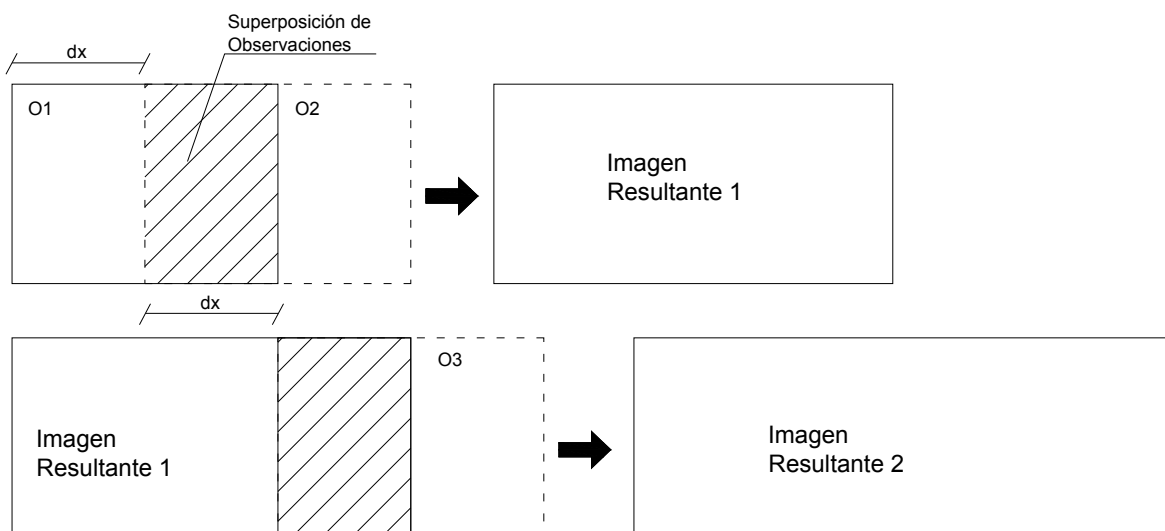 Superposición de
Observaciones
dx
O1
O2
Imagen
Resultante 1
dx
O3
Imagen
Resultante 1
Imagen
Resultante 2